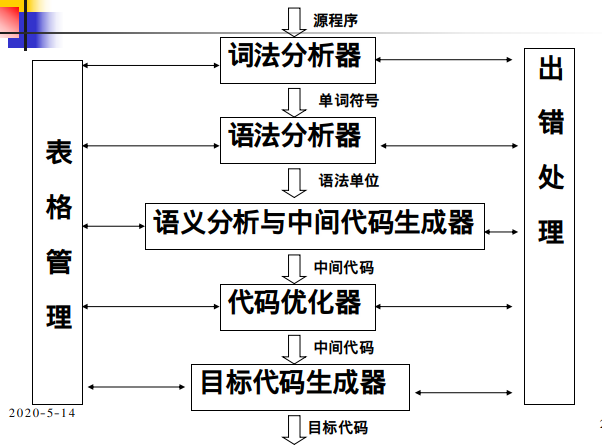 源程序
词法分析器
单词符号
语法分析器
语法单位
语义分析与中间代码生成器
中间代码
代码优化器
中间代码
目标代码生成器
目标代码
表格管理
出错处理
2020-5-14